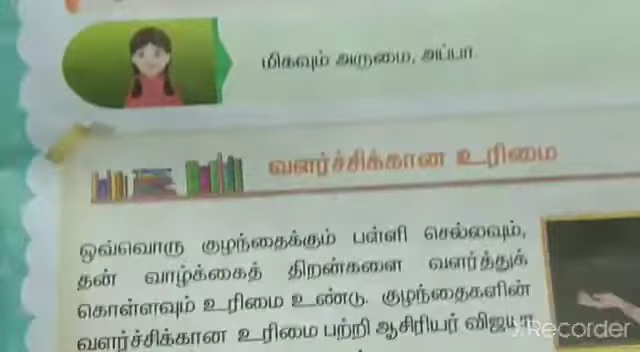 மிகவும் அருமை, அப்பா
வளர்ச்சிக்கான உரிமை
ஒவ்வொரு குழந்தைக்கும் பள்ளி செல்லவும்,
தன் வாழ்க்கைத் திறன்களை வளர்த்துக்
கொள்ளவும் உரிமை உண்டு. குழந்தைகளின்
வளர்ச்சிக்கான உரிமை பற்றி ஆசிரியர் விஜயா
Recorder